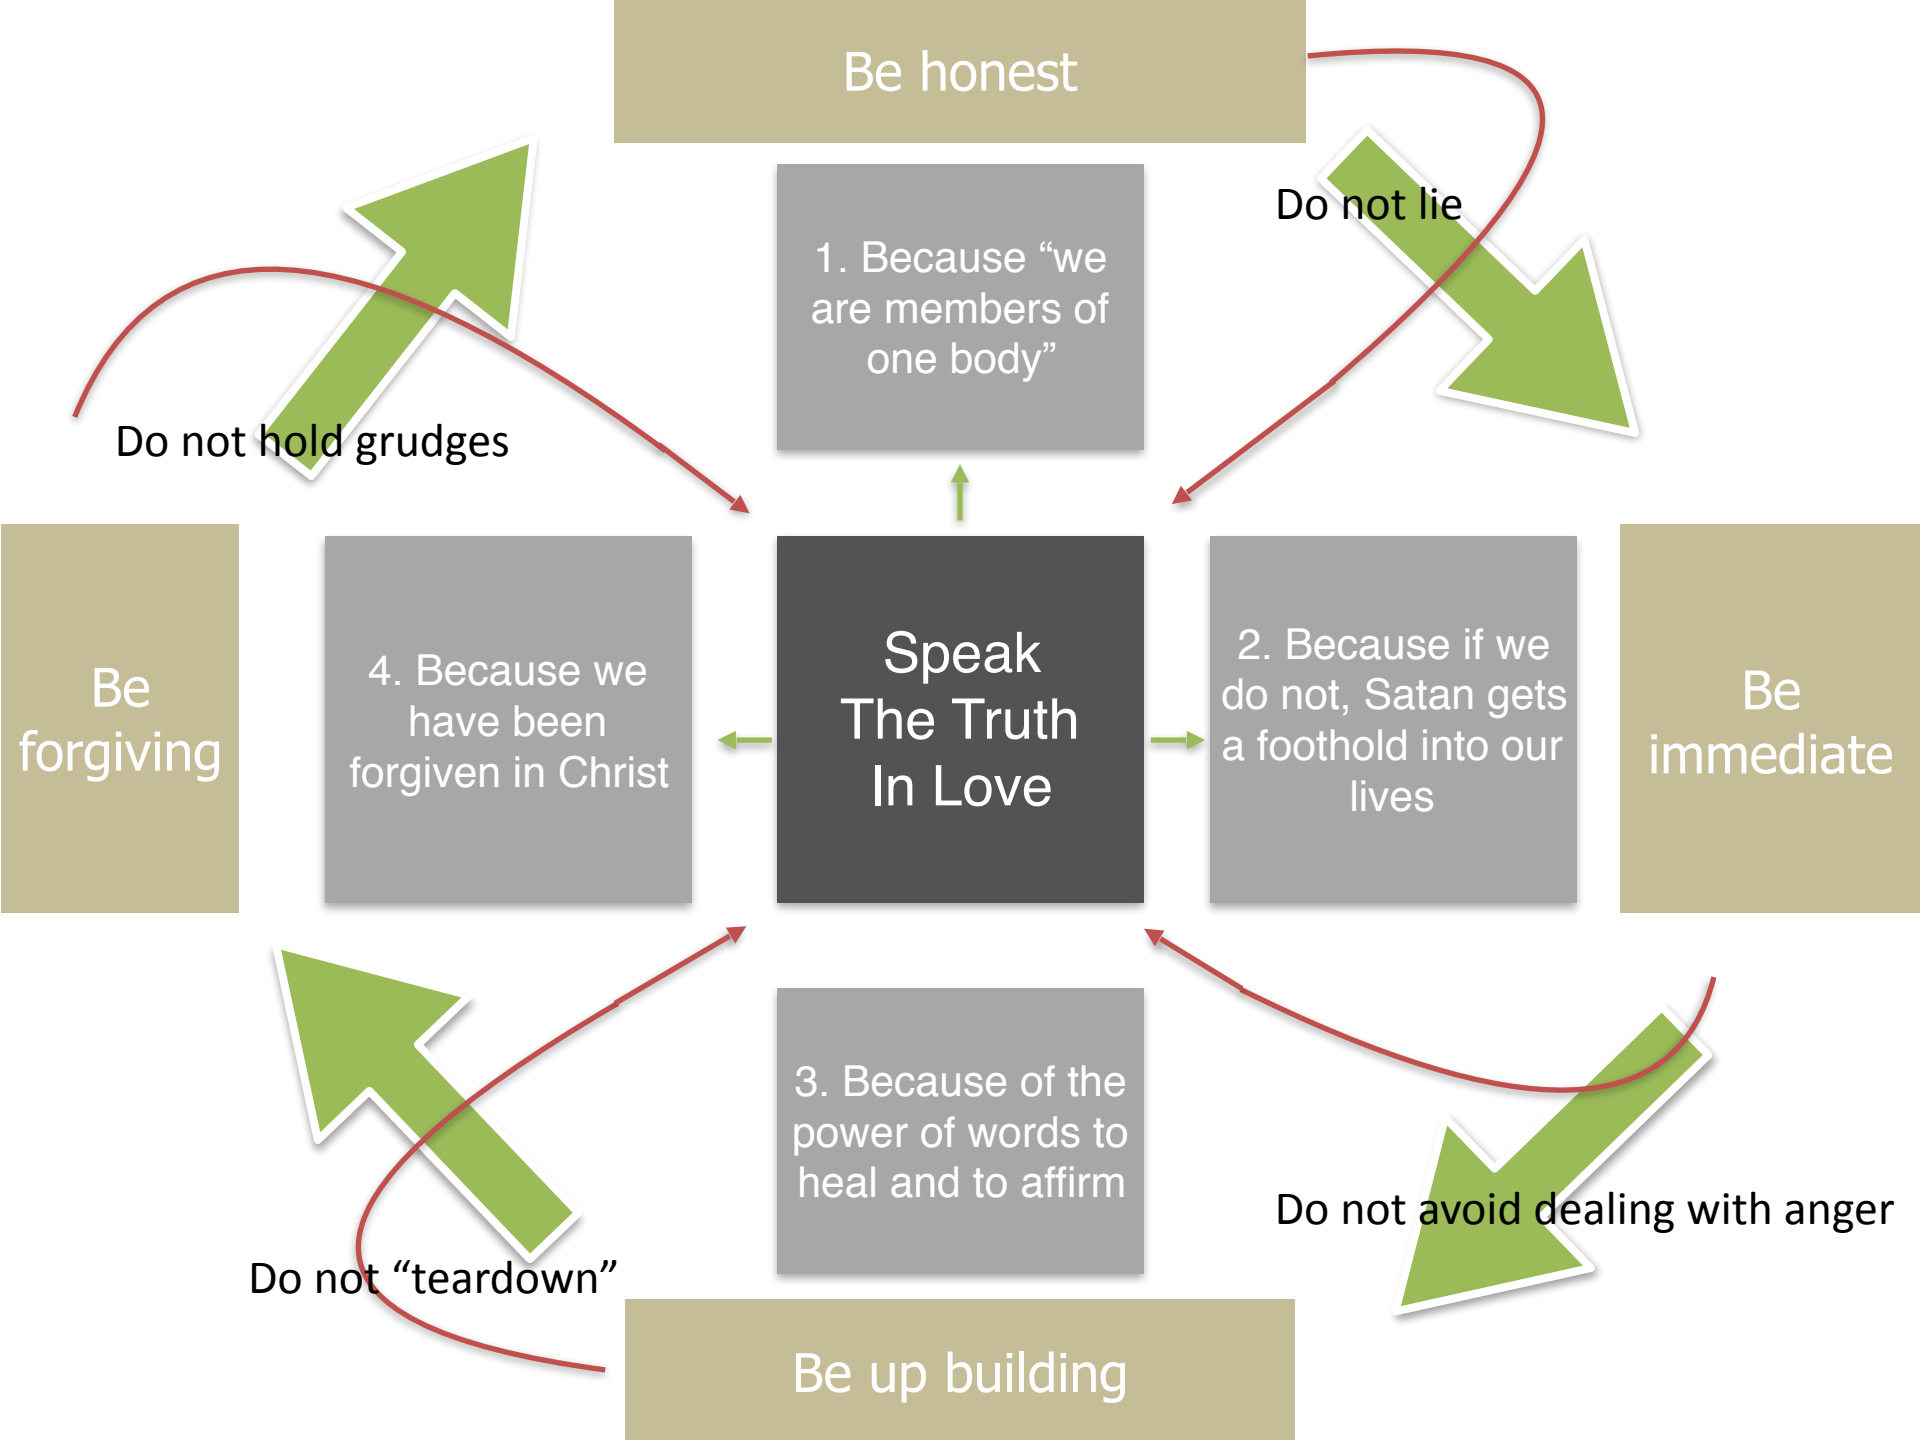 Be honest
Do not lie
1. Because “we
are members of
one body”
Do not hold grudges
Be
forgiving
4. Because we
have been
forgiven in Christ
Speak
The Truth
In Love
2. Because if we
do not, Satan gets
a foothold into our
lives
Be
immediate
3. Because of the
power of words to
heal and to affirm
Do not avoid dealing with anger
Do not “teardown”
Be up building